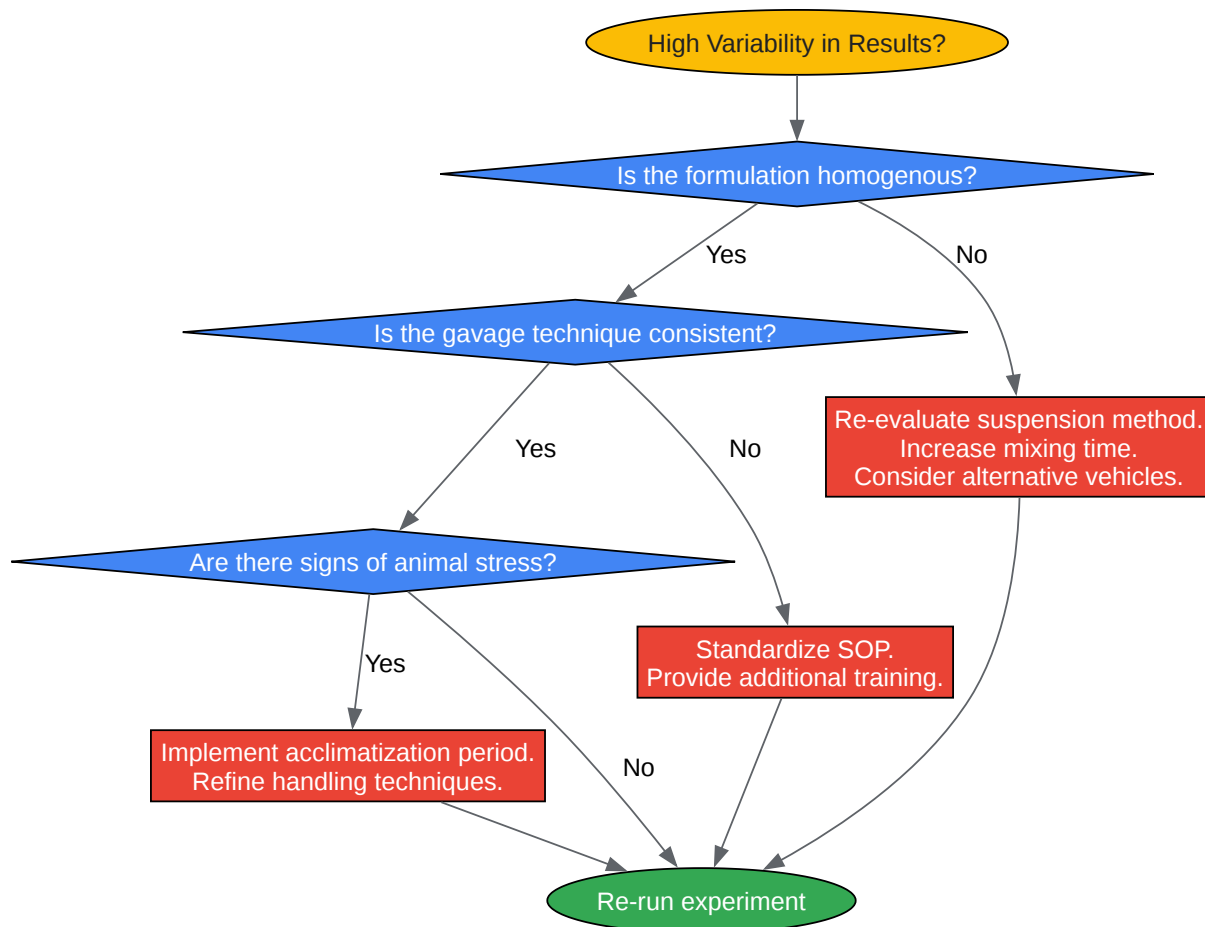 High Variability in Results?
Is the formulation homogenous?
Yes
No
Is the gavage technique consistent?
Re-evaluate suspension method.
Increase mixing time.
Consider alternative vehicles.
Yes
No
Are there signs of animal stress?
Standardize SOP.
Provide additional training.
Yes
Implement acclimatization period.
Refine handling techniques.
No
Re-run experiment